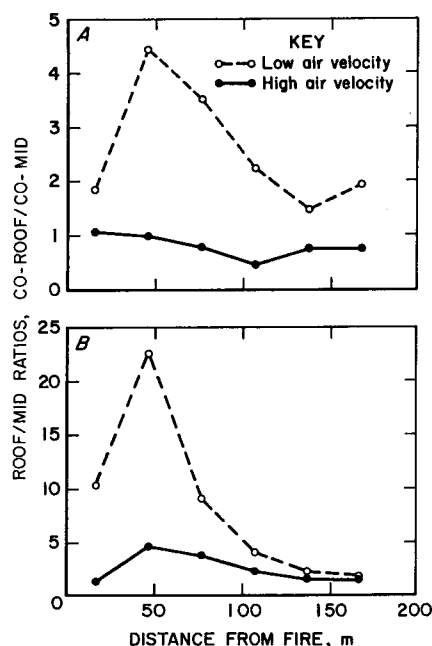 A
KEY
Low air velocity
High air velocity
5
4
3
2
1
0
B
25
20
15
10
5
0
0 50 100 150 200
DISTANCE FROM FIRE, m
ROOF/MID RATIOS, CO-ROOF/CO-MID